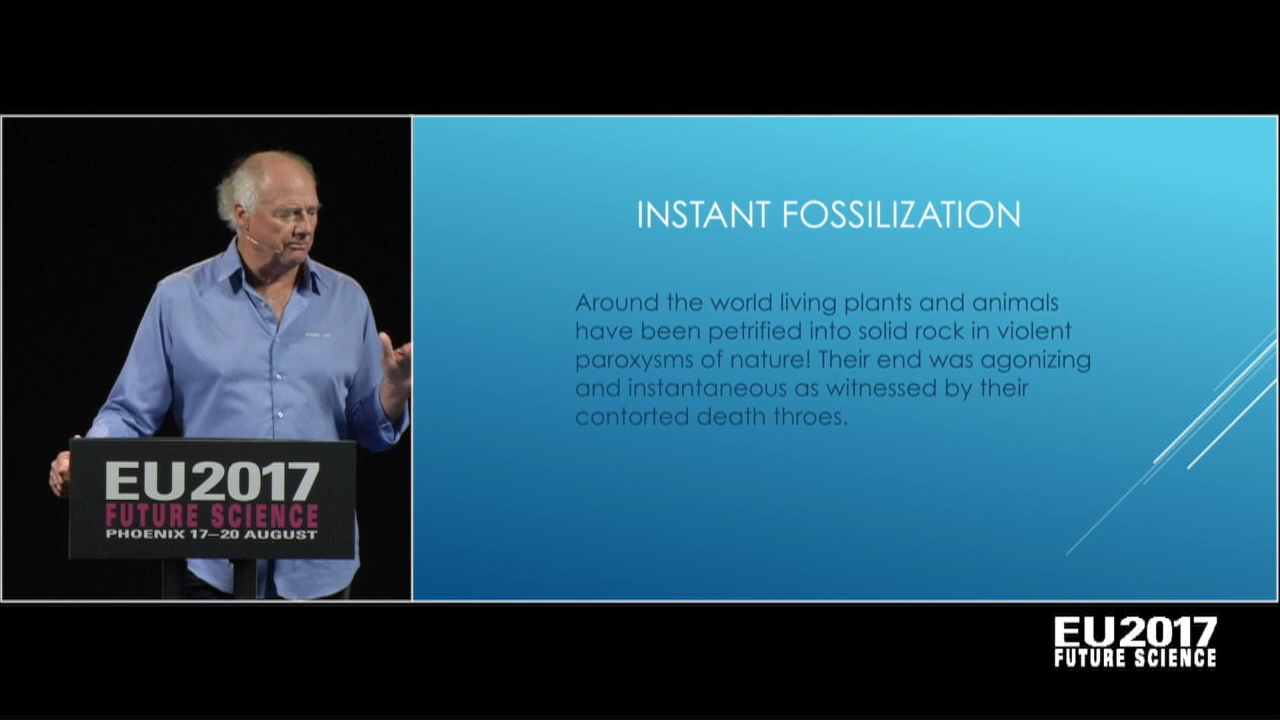 INSTANT FOSSILIZATION
Around the world living plants and animals
have been petrified into solid rock in violent
paroxysms of nature! Their end was agonizing
and instantaneous as witnessed by their
contorted death throes.
EU2017
FUTURE SCIENCE
PHOENIX 17–20 AUGUST
EU2017
FUTURE SCIENCE